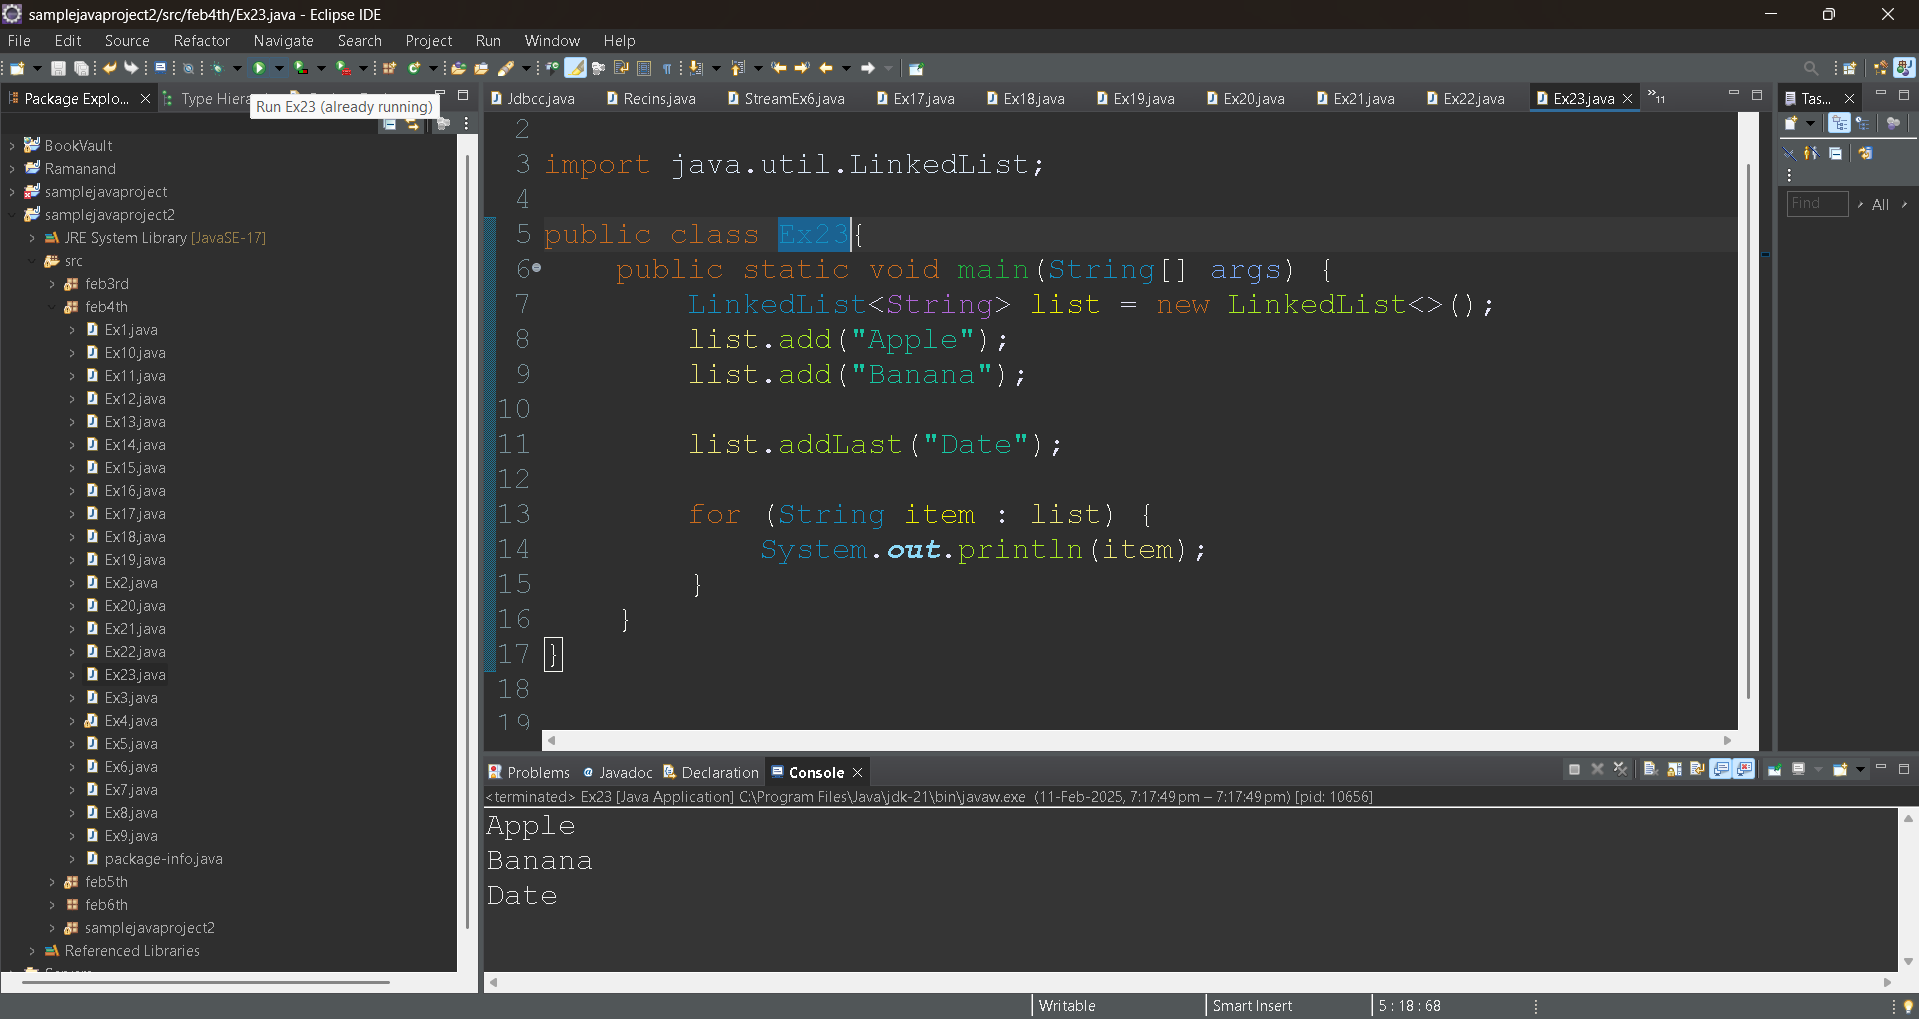 samplejavaproject2/src/feb4th/Ex23.java - Eclipse IDE
File Edit Source Refactor Navigate Search Project Run Window Help
Package Explo... Type Hiera
Run Ex23 (already running)
BookVault
Ramanand
samplejavaproject
samplejavaproject2
JRE System Library [JavaSE-17]
src
feb3rd
feb4th
Ex1.java
Ex10.java
Ex11.java
Ex12.java
Ex13.java
Ex14.java
Ex15.java
Ex16.java
Ex17.java
Ex18.java
Ex19.java
Ex2.java
Ex20.java
Ex21.java
Ex22.java
Ex23.java
Ex3.java
Ex4.java
Ex5.java
Ex6.java
Ex7.java
Ex8.java
Ex9.java
package-info.java
feb5th
feb6th
samplejavaproject2
Referenced Libraries
Jdbcc.java Recins.java StreamEx6.java Ex17.java Ex18.java Ex19.java Ex20.java Ex21.java Ex22.java Ex23.java »11
2
3 import java.util.LinkedList;
4
5 public class Ex23{
6 public static void main(String[] args) {
7 LinkedList<String> list = new LinkedList<>();
8 list.add("Apple");
9 list.add("Banana");
10
11 list.addLast("Date");
12
13 for (String item : list) {
14 System.out.println(item);
15 }
16 }
17 }
18
19
Tas...
Find All
Problems Javadoc Declaration Console
<terminated> Ex23 [Java Application] C:\Program Files\Java\jdk-21\bin\javaw.exe (11-Feb-2025, 7:17:49 pm – 7:17:49 pm) [pid: 10656]
Apple
Banana
Date
Writable Smart Insert 5 : 18 : 68